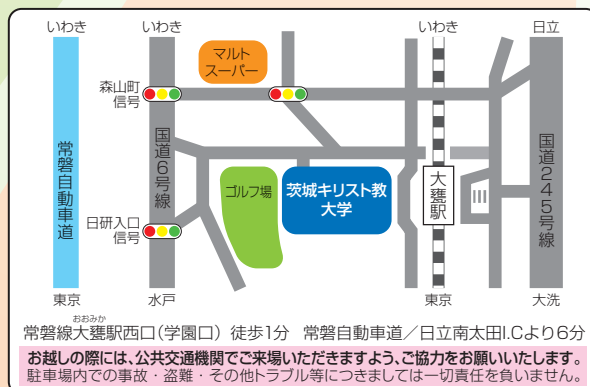 いわき
いわき
いわき
日立
マルト
スーパー
森山町
信号
常磐自動車道
国道6号線
ゴルフ場
茨城キリスト教
大学
大甕駅
国道245号線
日研入口
信号
東京
水戸
東京
大洗
おおみか
常磐線大甕駅西口(学園口) 徒歩1分 常磐自動車道/日立南太田I.Cより6分
お越しの際には、公共交通機関でご来場いただきますよう、ご協力をお願いいたします。
駐車場内での事故・盗難・その他トラブル等につきましては一切責任を負いません。